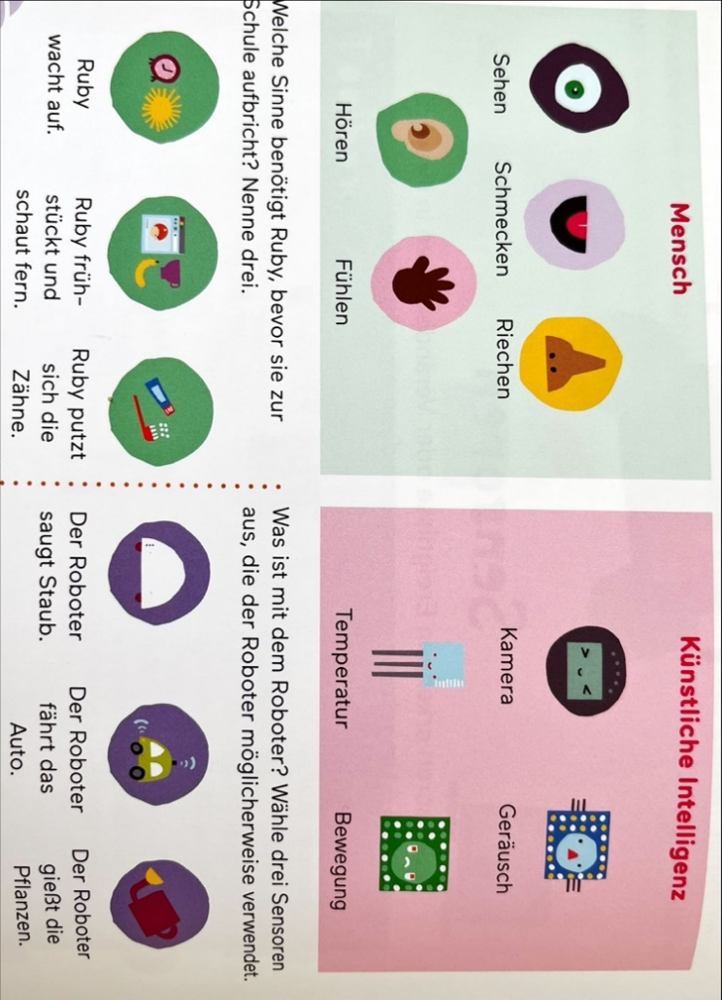 Mensch
Sehen
Schmecken
Riechen
Hören
Fühlen
Welche Sinne benötigt Ruby, bevor sie zur
Schule aufbricht? Nenne drei.
Ruby
wacht auf.
Ruby früh-
stückt und
schaut fern.
Ruby putzt
sich die
Zähne.
Künstliche Intelligenz
Kamera
Geräusch
Temperatur
Bewegung
Was ist mit dem Roboter? Wähle drei Sensoren
aus, die der Roboter möglicherweise verwendet.
Der Roboter
saugt Staub.
Der Roboter
fährt das
Auto.
Der Roboter
gießt die
Pflanzen.